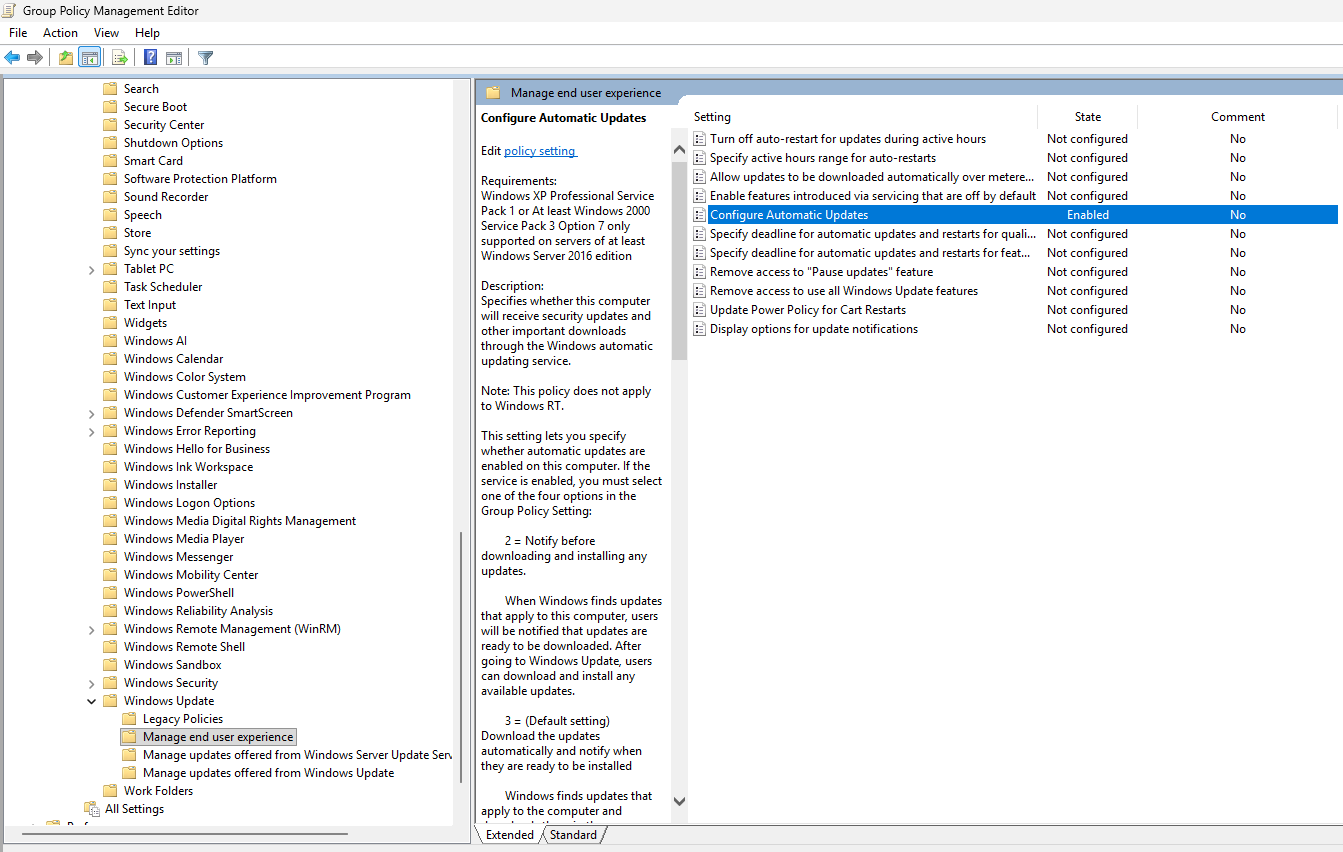 Group Policy Management Editor
File Action View Help
Search
Secure Boot
Security Center
Shutdown Options
Smart Card
Software Protection Platform
Sound Recorder
Speech
Store
Sync your settings
Tablet PC
Task Scheduler
Text Input
Widgets
Windows AI
Windows Calendar
Windows Color System
Windows Customer Experience Improvement Program
Windows Defender SmartScreen
Windows Error Reporting
Windows Hello for Business
Windows Ink Workspace
Windows Installer
Windows Logon Options
Windows Media Digital Rights Management
Windows Media Player
Windows Messenger
Windows Mobility Center
Windows PowerShell
Windows Reliability Analysis
Windows Remote Management (WinRM)
Windows Remote Shell
Windows Sandbox
Windows Security
Windows Update
Legacy Policies
Manage end user experience
Manage updates offered from Windows Server Update Serv
Manage updates offered from Windows Update
Work Folders
All Settings
Manage end user experience
Configure Automatic Updates
Edit policy setting
Requirements:
Windows XP Professional Service
Pack 1 or At least Windows 2000
Service Pack 3 Option 7 only
supported on servers of at least
Windows Server 2016 edition
Description:
Specifies whether this computer
will receive security updates and
other important downloads
through the Windows automatic
updating service.
Note: This policy does not apply
to Windows RT.
This setting lets you specify
whether automatic updates are
enabled on this computer. If the
service is enabled, you must select
one of the four options in the
Group Policy Setting:
2 = Notify before
downloading and installing any
updates.
When Windows finds updates
that apply to this computer, users
will be notified that updates are
ready to be downloaded. After
going to Windows Update, users
can download and install any
available updates.
3 = (Default setting)
Download the updates
automatically and notify when
they are ready to be installed
Windows finds updates that
apply to the computer and
Setting State Comment
Turn off auto-restart for updates during active hours Not configured No
Specify active hours range for auto-restarts Not configured No
Allow updates to be downloaded automatically over metere... Not configured No
Enable features introduced via servicing that are off by default Not configured No
Configure Automatic Updates Enabled No
Specify deadline for automatic updates and restarts for quali... Not configured No
Specify deadline for automatic updates and restarts for feat... Not configured No
Remove access to "Pause updates" feature Not configured No
Remove access to use all Windows Update features Not configured No
Update Power Policy for Cart Restarts Not configured No
Display options for update notifications Not configured No
Extended Standard